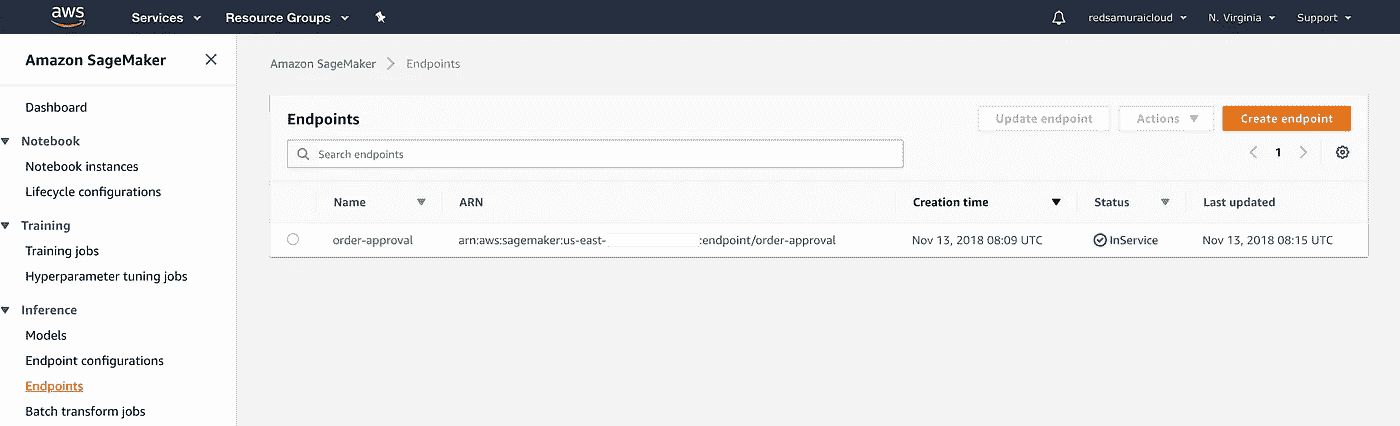 aws Services Resource Groups redsamuraicloud N. Virginia Support
Amazon SageMaker
Dashboard
Notebook
Notebook instances
Lifecycle configurations
Training
Training jobs
Hyperparameter tuning jobs
Inference
Models
Endpoint configurations
Endpoints
Batch transform jobs
Amazon SageMaker Endpoints
Endpoints Update endpoint Actions Create endpoint
Search endpoints 1
Name ARN Creation time Status Last updated
order-approval arn:aws:sagemaker:us-east- :endpoint/order-approval Nov 13, 2018 08:09 UTC InService Nov 13, 2018 08:15 UTC